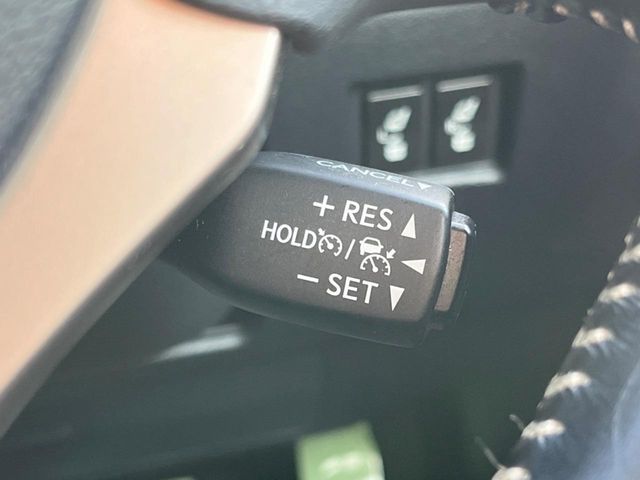 CANCEL▼
+ RES ▲
HOLD / ◀
− SET ▼